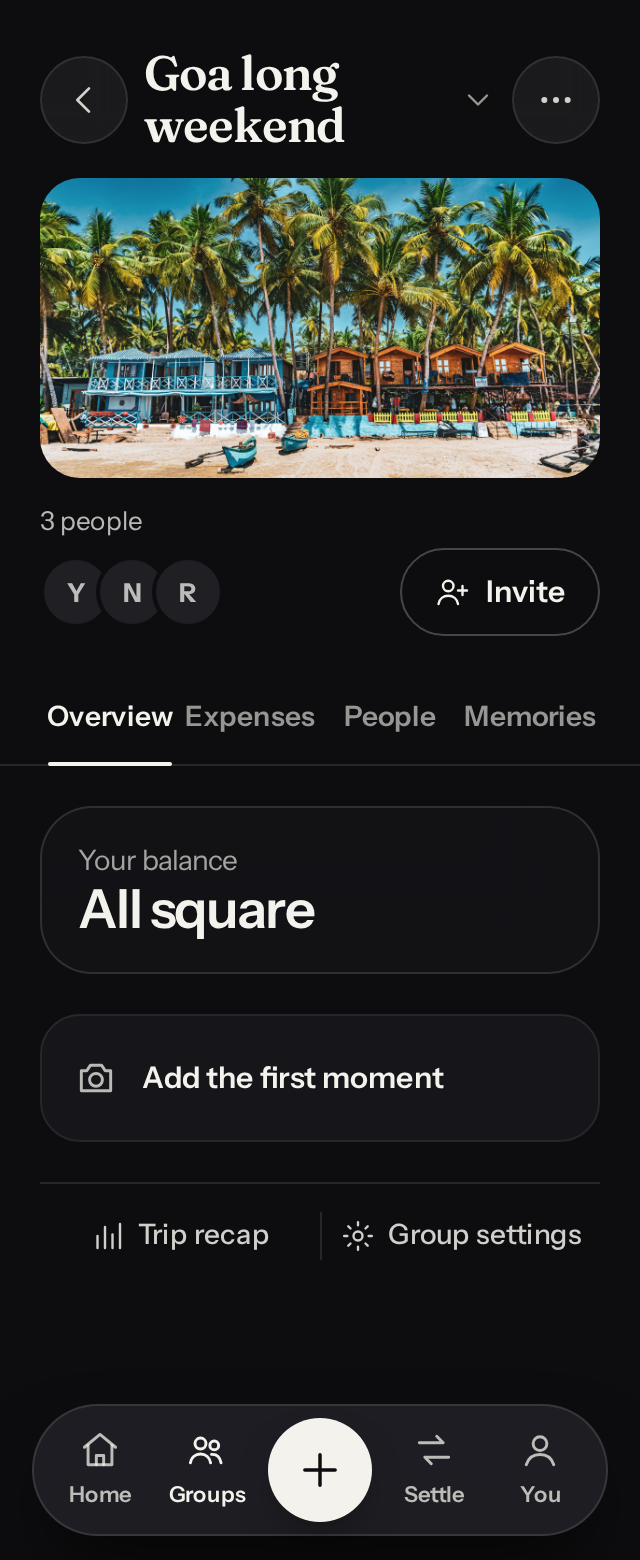 Goa long
weekend
3 people
Y N R
Invite
Overview Expenses People Memories
Your balance
All square
Add the first moment
Trip recap
Group settings
Home Groups Settle You